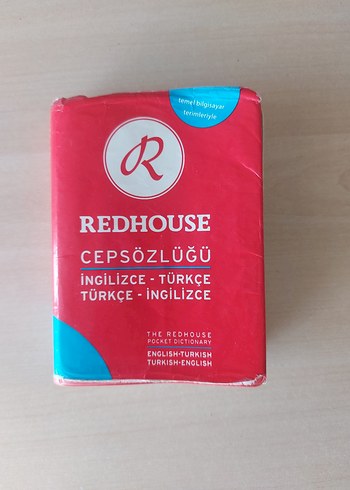 temel bilgisayar
terimleriyle
R
REDHOUSE
CEPSÖZLÜĞÜ
İNGİLİZCE - TÜRKÇE
TÜRKÇE - İNGİLİZCE
THE REDHOUSE
POCKET DICTIONARY
ENGLISH-TURKISH
TURKISH-ENGLISH